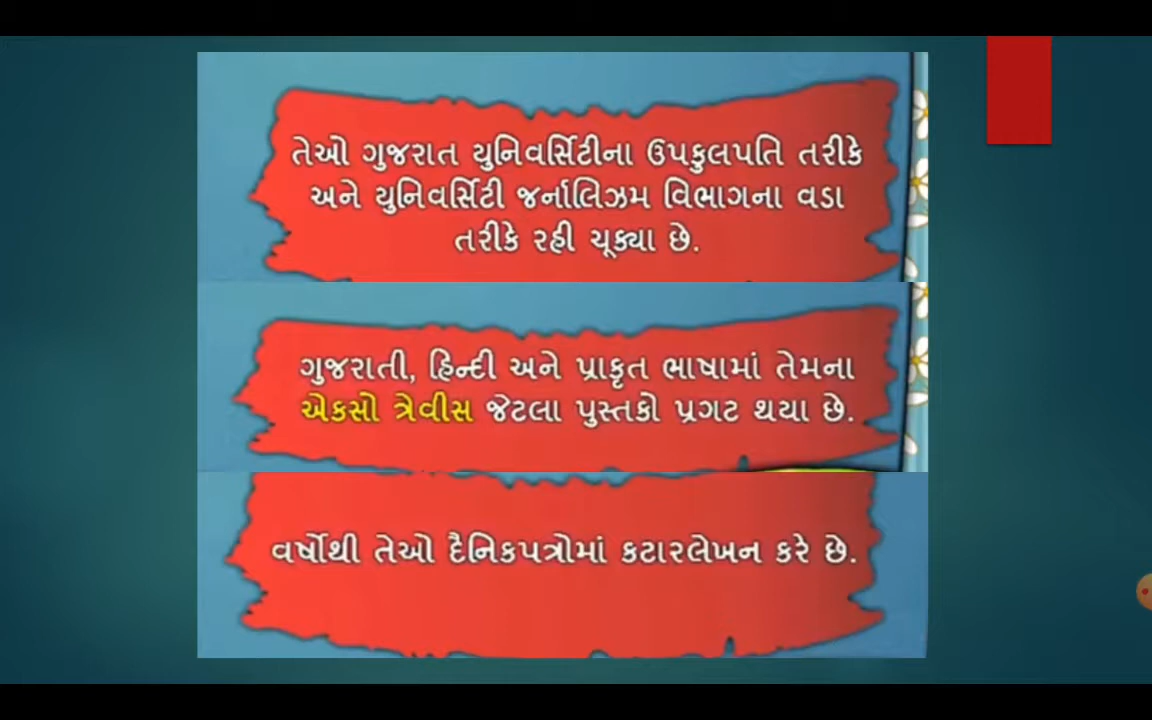 તેઓ ગુજરાત યુનિવર્સિટીના ઉપકુલપતિ તરીકે
અને યુનિવર્સિટી જર્નાલિઝમ વિભાગના વડા
તરીકે રહી ચૂક્યા છે.
ગુજરાતી, હિન્દી અને પ્રાકૃત ભાષામાં તેમના
એકસો ત્રેવીસ જેટલા પુસ્તકો પ્રગટ થયા છે.
વર્ષોથી તેઓ દૈનિકપત્રોમાં કટારલેખન કરે છે.